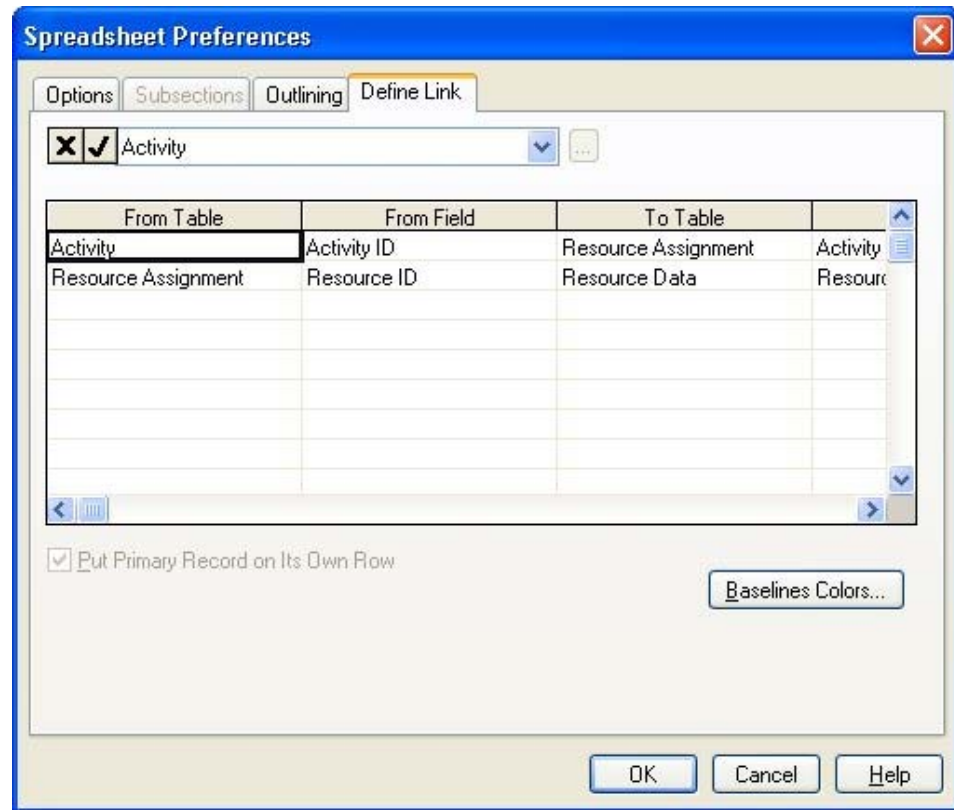 Spreadsheet Preferences
Options Subsections Outlining Define Link
Activity ...
From Table From Field To Table
Activity Activity ID Resource Assignment Activity
Resource Assignment Resource ID Resource Data
Put Primary Record on Its Own Row
Baselines Colors...
OK Cancel Help